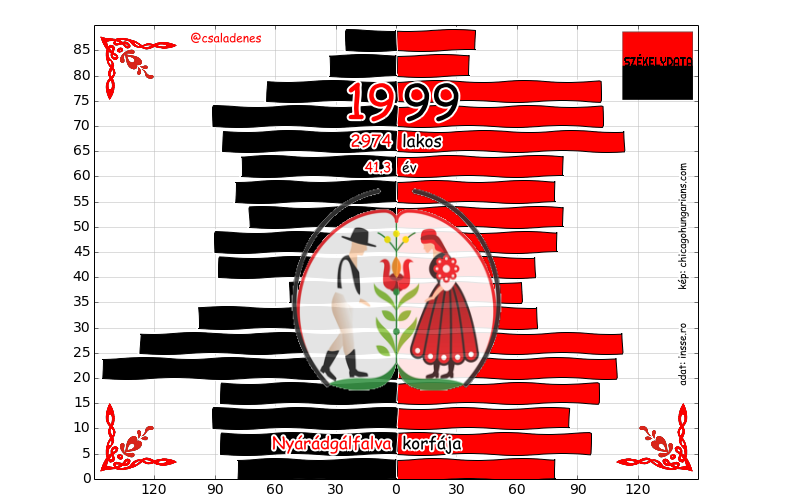 @csaladenes
SZÉKELYDATA
1999
2974 lakos
41,3 év
kép: chicagohungarians.com
adat: insse.ro
Nyárádgálfalva korfája
85
80
75
70
65
60
55
50
45
40
35
30
25
20
15
10
5
0
120 90 60 30 0 30 60 90 120